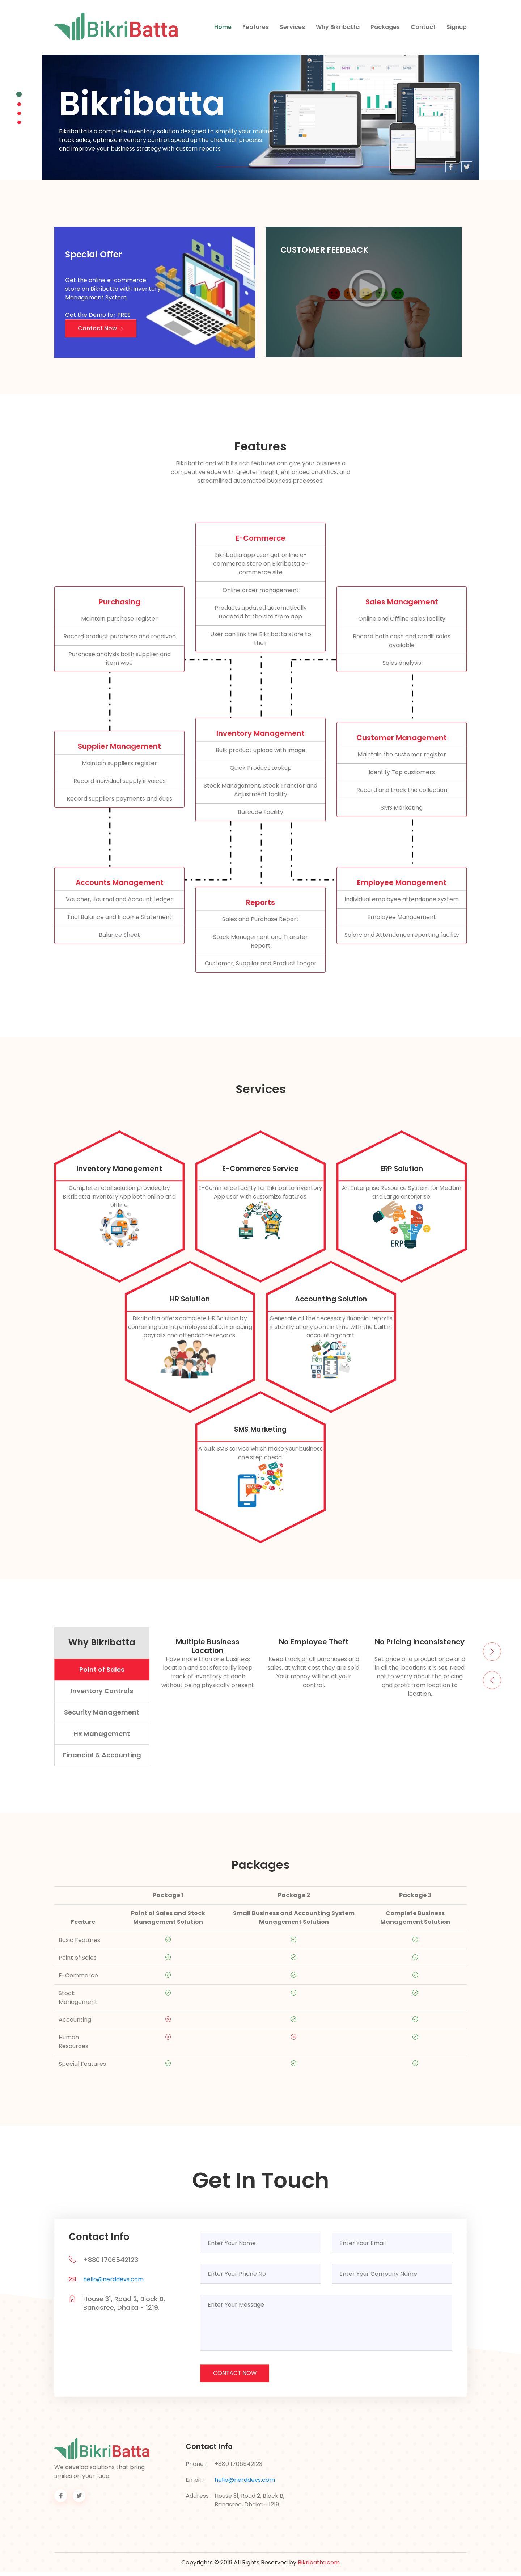 BikriBatta
Home Features Services Why Bikribatta Packages Contact Signup
Bikribatta
Bikribatta is a complete inventory solution designed to simplify your routine
track sales, optimize inventory control, speed up the checkout process
and improve your business strategy with custom reports.
Special Offer
Get the online e-commerce
store on Bikribatta with Inventory
Management System.
Get the Demo for FREE
Contact Now
CUSTOMER FEEDBACK
Features
Bikribatta and with its rich features can give your business a
competitive edge with greater insight, enhanced analytics, and
streamlined automated business processes.
E-Commerce
Bikribatta app user get online e-
commerce store on Bikribatta e-
commerce site
Online order management
Products updated automatically
updated to the site from app
User can link the Bikribatta store to
their
Purchasing
Maintain purchase register
Record product purchase and received
Purchase analysis both supplier and
item wise
Sales Management
Online and Offline Sales facility
Record both cash and credit sales
available
Sales analysis
Supplier Management
Maintain suppliers register
Record individual supply invoices
Record suppliers payments and dues
Inventory Management
Bulk product upload with image
Quick Product Lookup
Stock Management, Stock Transfer and
Adjustment facility
Barcode Facility
Customer Management
Maintain the customer register
Identify Top customers
Record and track the collection
SMS Marketing
Accounts Management
Voucher, Journal and Account Ledger
Trial Balance and Income Statement
Balance Sheet
Reports
Sales and Purchase Report
Stock Management and Transfer
Report
Customer, Supplier and Product Ledger
Employee Management
Individual employee attendance system
Employee Management
Salary and Attendance reporting facility
Services
Inventory Management
Complete retail solution provided by
Bikribatta Inventory App both online and
offline.
E-Commerce Service
E-Commerce facility for Bikribatta Inventory
App user with customize features.
ERP Solution
An Enterprise Resource System for Medium
and Large enterprise.
ERP
HR Solution
Bikribatta offers complete HR Solution by
combining storing employee data, managing
payrolls and attendance records.
Accounting Solution
Generate all the necessary financial reports
instantly at any point in time with the built in
accounting chart.
SMS Marketing
A bulk SMS service which make your business
one step ahead.
Why Bikribatta
Point of Sales
Inventory Controls
Security Management
HR Management
Financial & Accounting
Multiple Business
Location
Have more than one business
location and satisfactorily keep
track of inventory at each
without being physically present
No Employee Theft
Keep track of all purchases and
sales, at what cost they are sold.
Your money will be at your
control.
No Pricing Inconsistency
Set price of a product once and
in all the locations it is set. Need
not to worry about the pricing
and profit from location to
location.
Packages
Package 1 Package 2 Package 3
Feature Point of Sales and Stock Management Solution Small Business and Accounting System Management Solution Complete Business Management Solution
Basic Features
Point of Sales
E-Commerce
Stock
Management
Accounting
Human
Resources
Special Features
Get In Touch
Contact Info
+880 1706542123
hello@nerddevs.com
House 31, Road 2, Block B,
Banasree, Dhaka - 1219.
Enter Your Name Enter Your Email
Enter Your Phone No Enter Your Company Name
Enter Your Message
CONTACT NOW
BikriBatta
We develop solutions that bring
smiles on your face.
Contact Info
Phone : +880 1706542123
Email : hello@nerddevs.com
Address : House 31, Road 2, Block B,
Banasree, Dhaka - 1219.
Copyrights © 2019 All Rights Reserved by Bikribatta.com